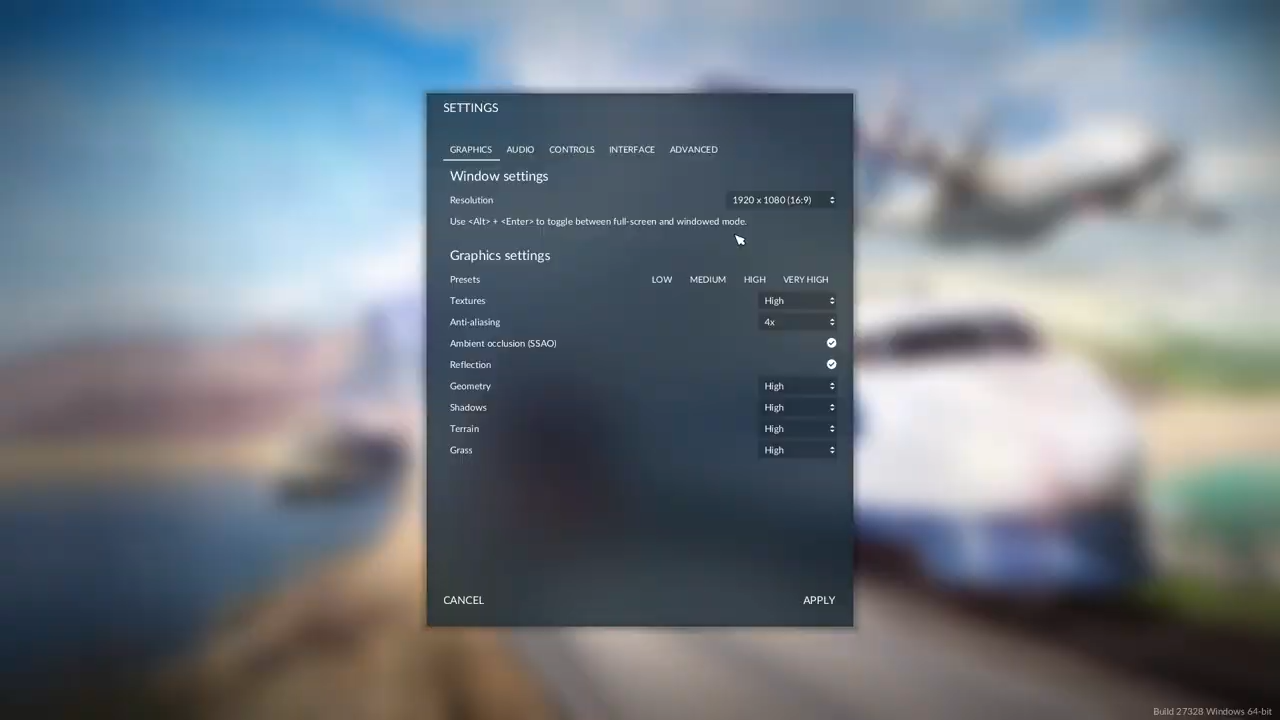 SETTINGS
GRAPHICS AUDIO CONTROLS INTERFACE ADVANCED
Window settings
Resolution 1920 x 1080 (16:9)
Use <Alt> + <Enter> to toggle between full-screen and windowed mode.
Graphics settings
Presets LOW MEDIUM HIGH VERY HIGH
Textures High
Anti-aliasing 4x
Ambient occlusion (SSAO)
Reflection
Geometry High
Shadows High
Terrain High
Grass High
CANCEL APPLY
Build 27328 Windows 64-bit